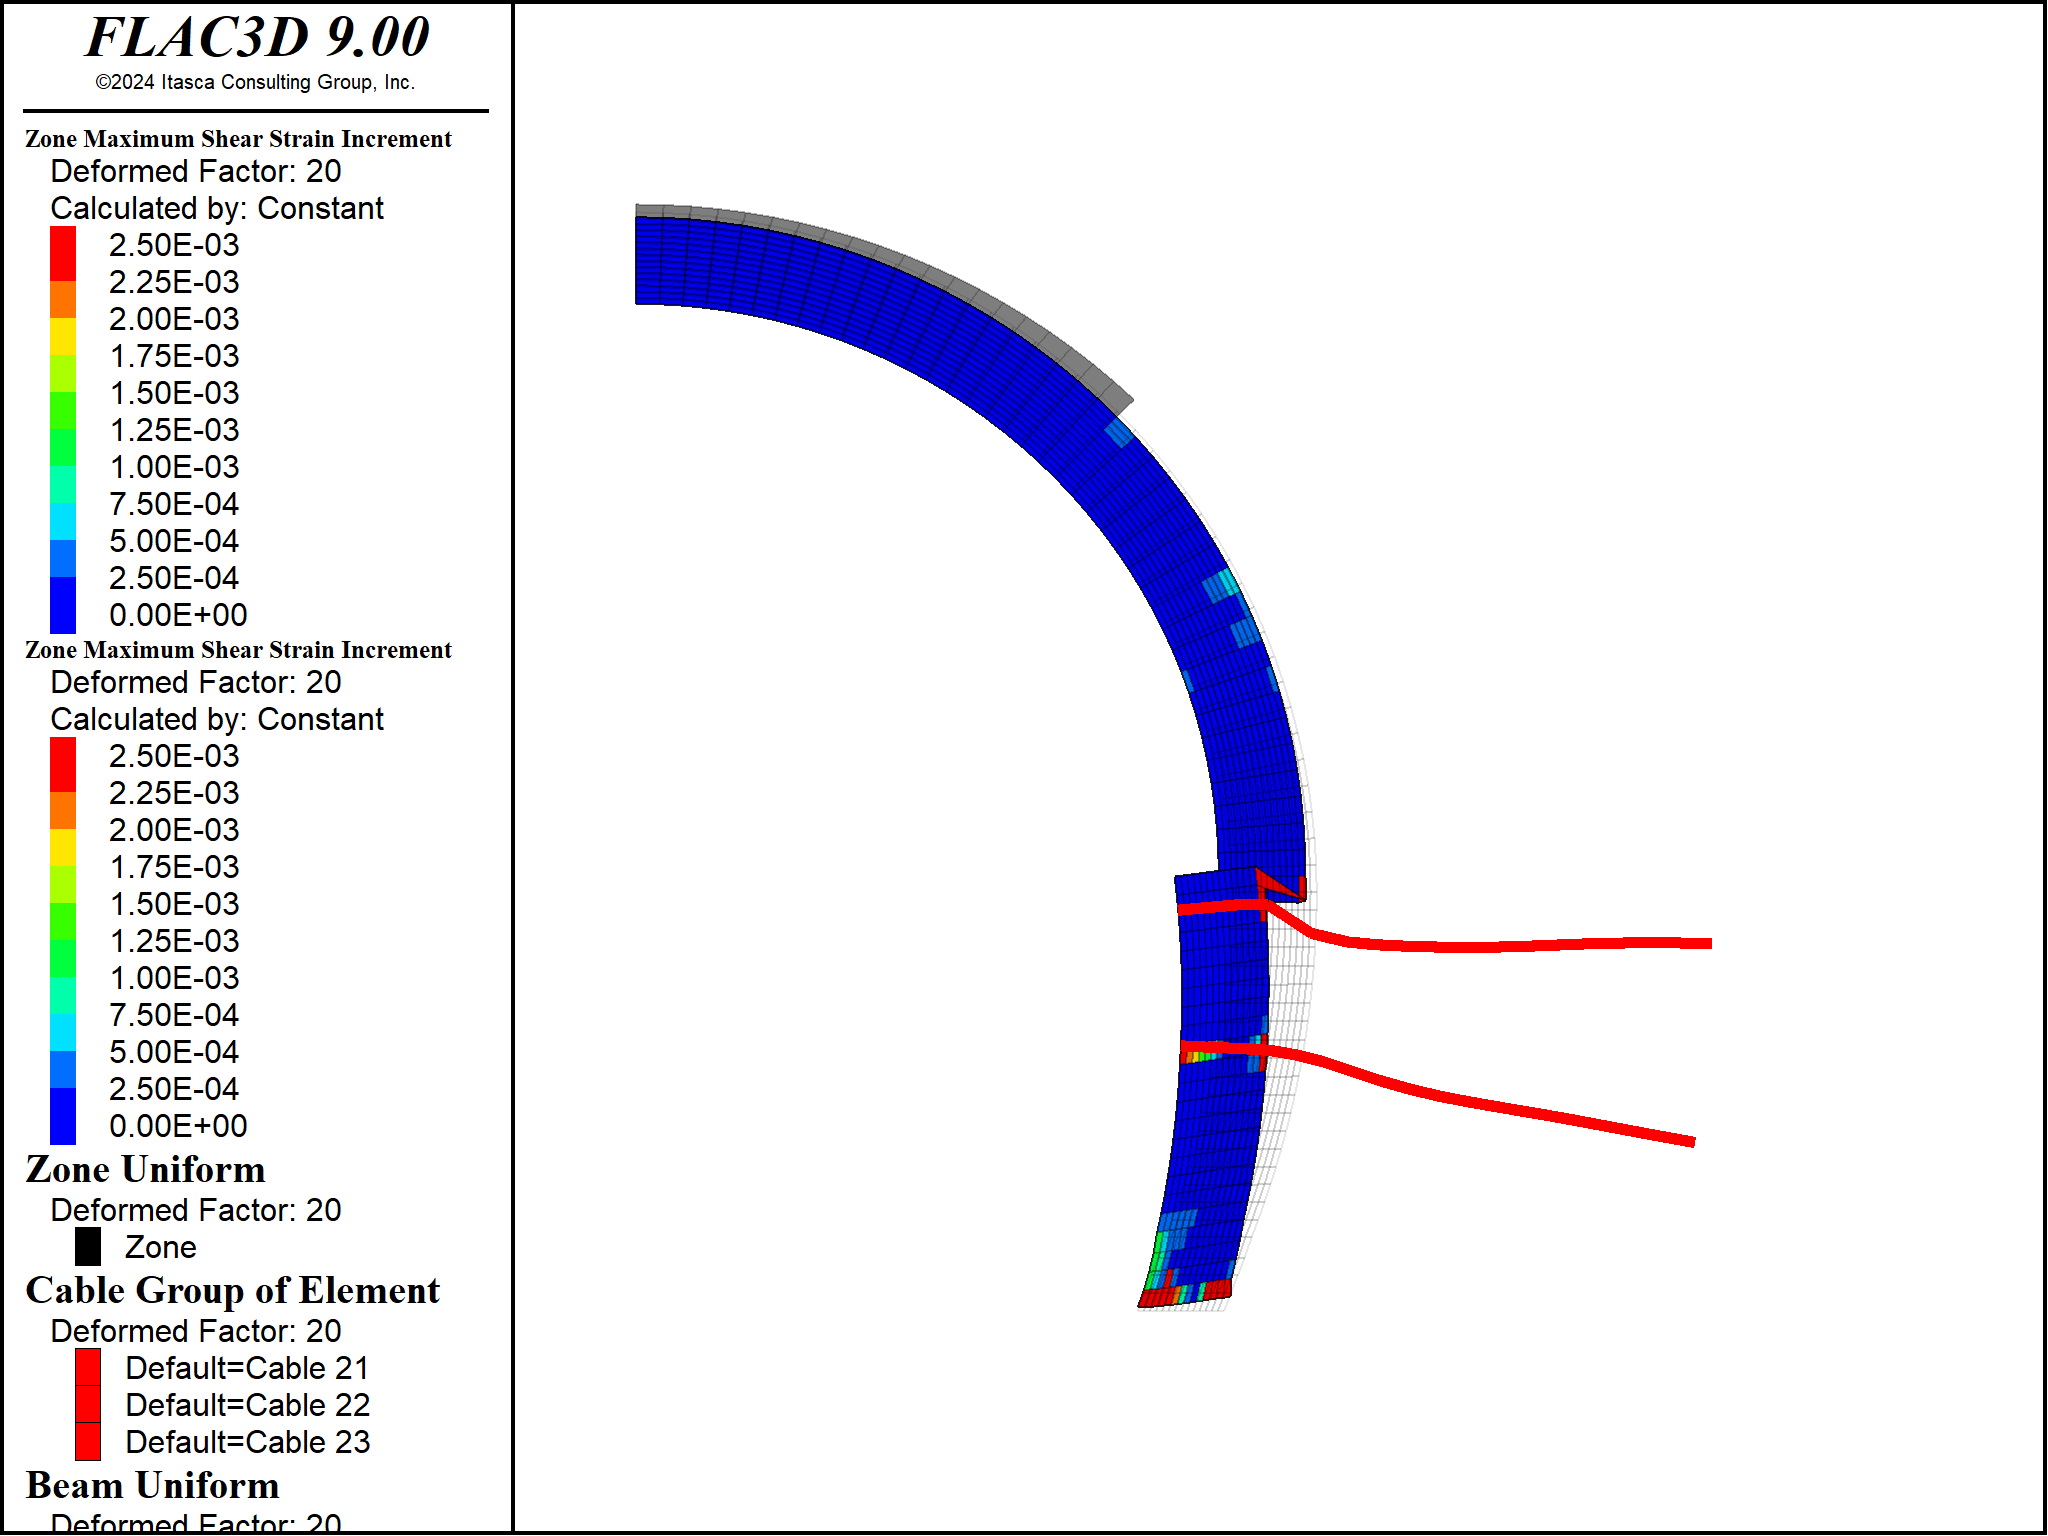 FLAC3D 9.00
©2024 Itasca Consulting Group, Inc.
Zone Maximum Shear Strain Increment
Deformed Factor: 20
Calculated by: Constant
2.50E-03
2.25E-03
2.00E-03
1.75E-03
1.50E-03
1.25E-03
1.00E-03
7.50E-04
5.00E-04
2.50E-04
0.00E+00
Zone Maximum Shear Strain Increment
Deformed Factor: 20
Calculated by: Constant
2.50E-03
2.25E-03
2.00E-03
1.75E-03
1.50E-03
1.25E-03
1.00E-03
7.50E-04
5.00E-04
2.50E-04
0.00E+00
Zone Uniform
Deformed Factor: 20
Zone
Cable Group of Element
Deformed Factor: 20
Default=Cable 21
Default=Cable 22
Default=Cable 23
Beam Uniform
Deformed Factor: 20